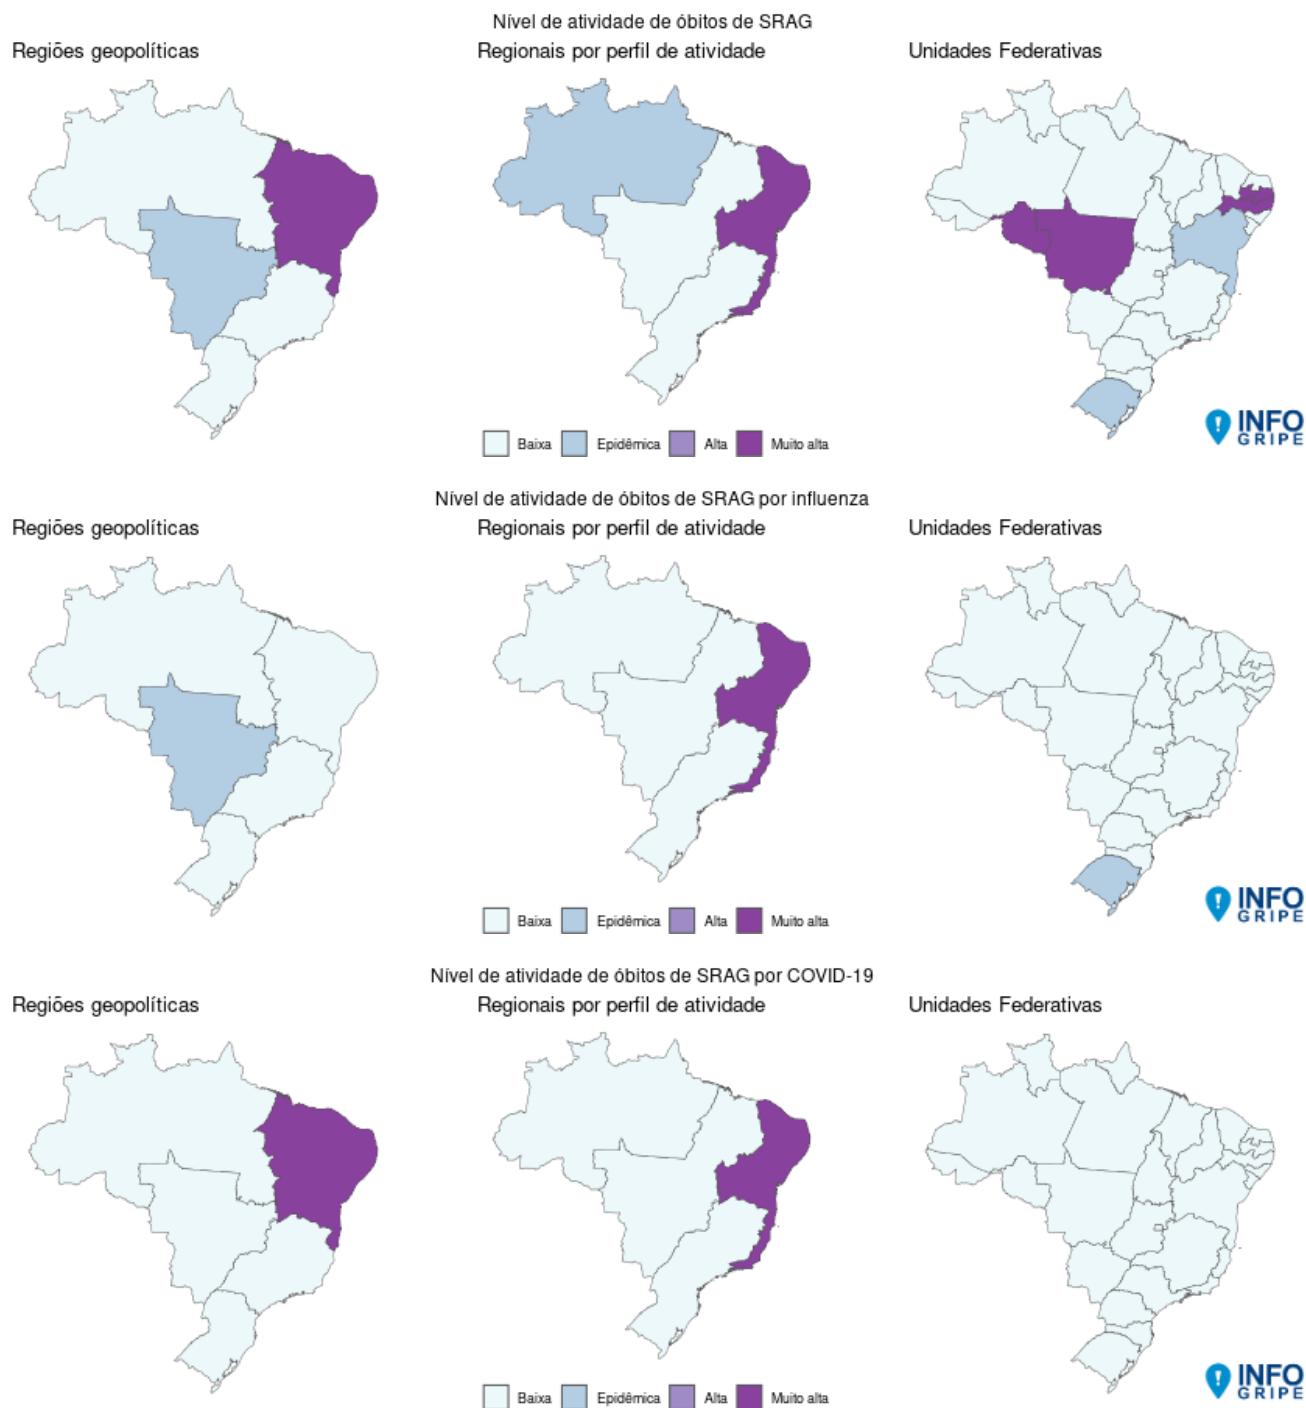 Nível de atividade de óbitos de SRAG
Regiões geopolíticas
Regionais por perfil de atividade
Unidades Federativas
Baixa Epidêmica Alta Muito alta
INFO
GRIPE
Nível de atividade de óbitos de SRAG por influenza
Regiões geopolíticas
Regionais por perfil de atividade
Unidades Federativas
Baixa Epidêmica Alta Muito alta
INFO
GRIPE
Nível de atividade de óbitos de SRAG por COVID-19
Regiões geopolíticas
Regionais por perfil de atividade
Unidades Federativas
Baixa Epidêmica Alta Muito alta
INFO
GRIPE